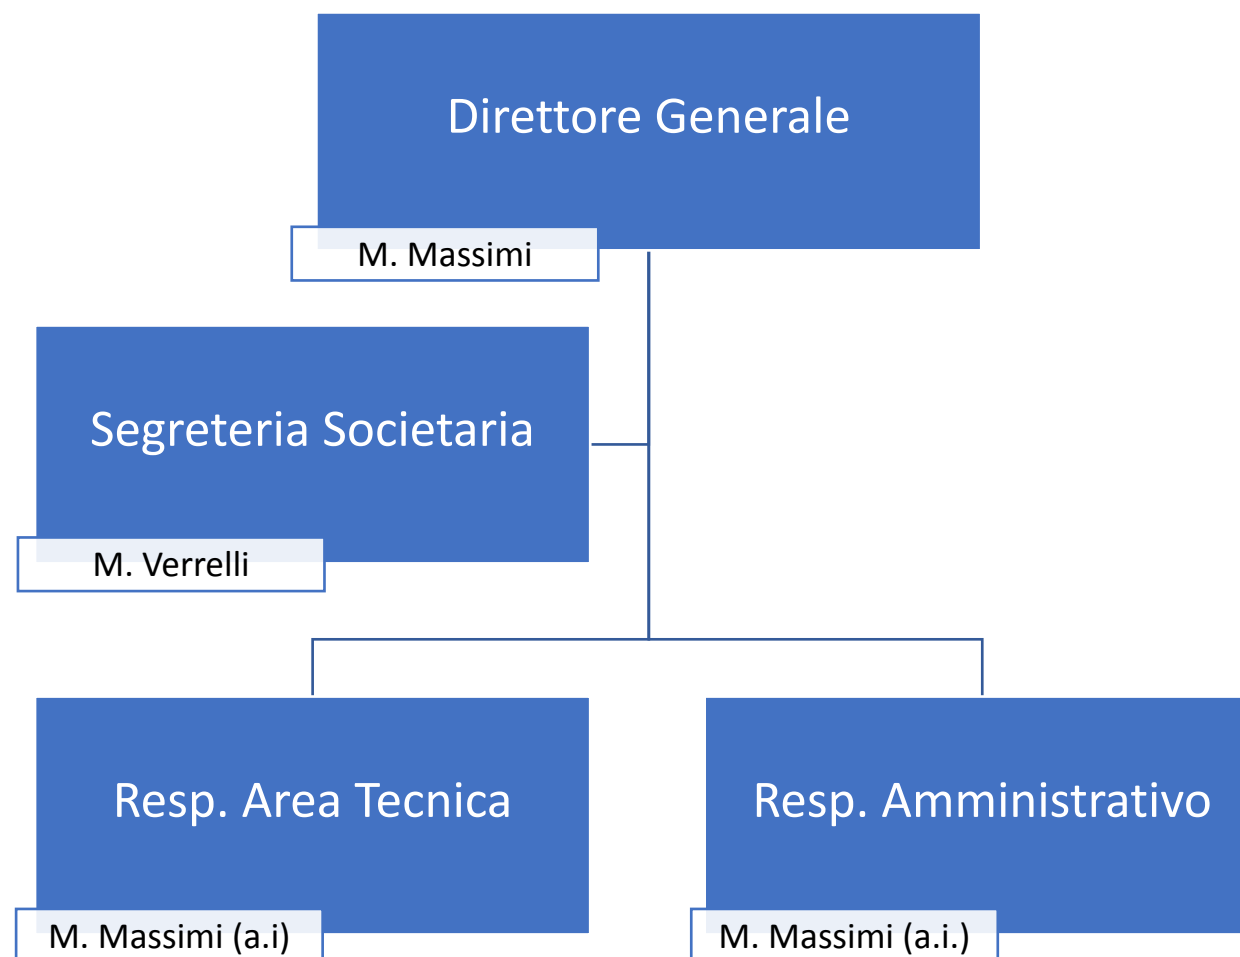 Direttore Generale
M. Massimi
Segreteria Societaria
M. Verrelli
Resp. Area Tecnica
M. Massimi (a.i)
Resp. Amministrativo
M. Massimi (a.i.)